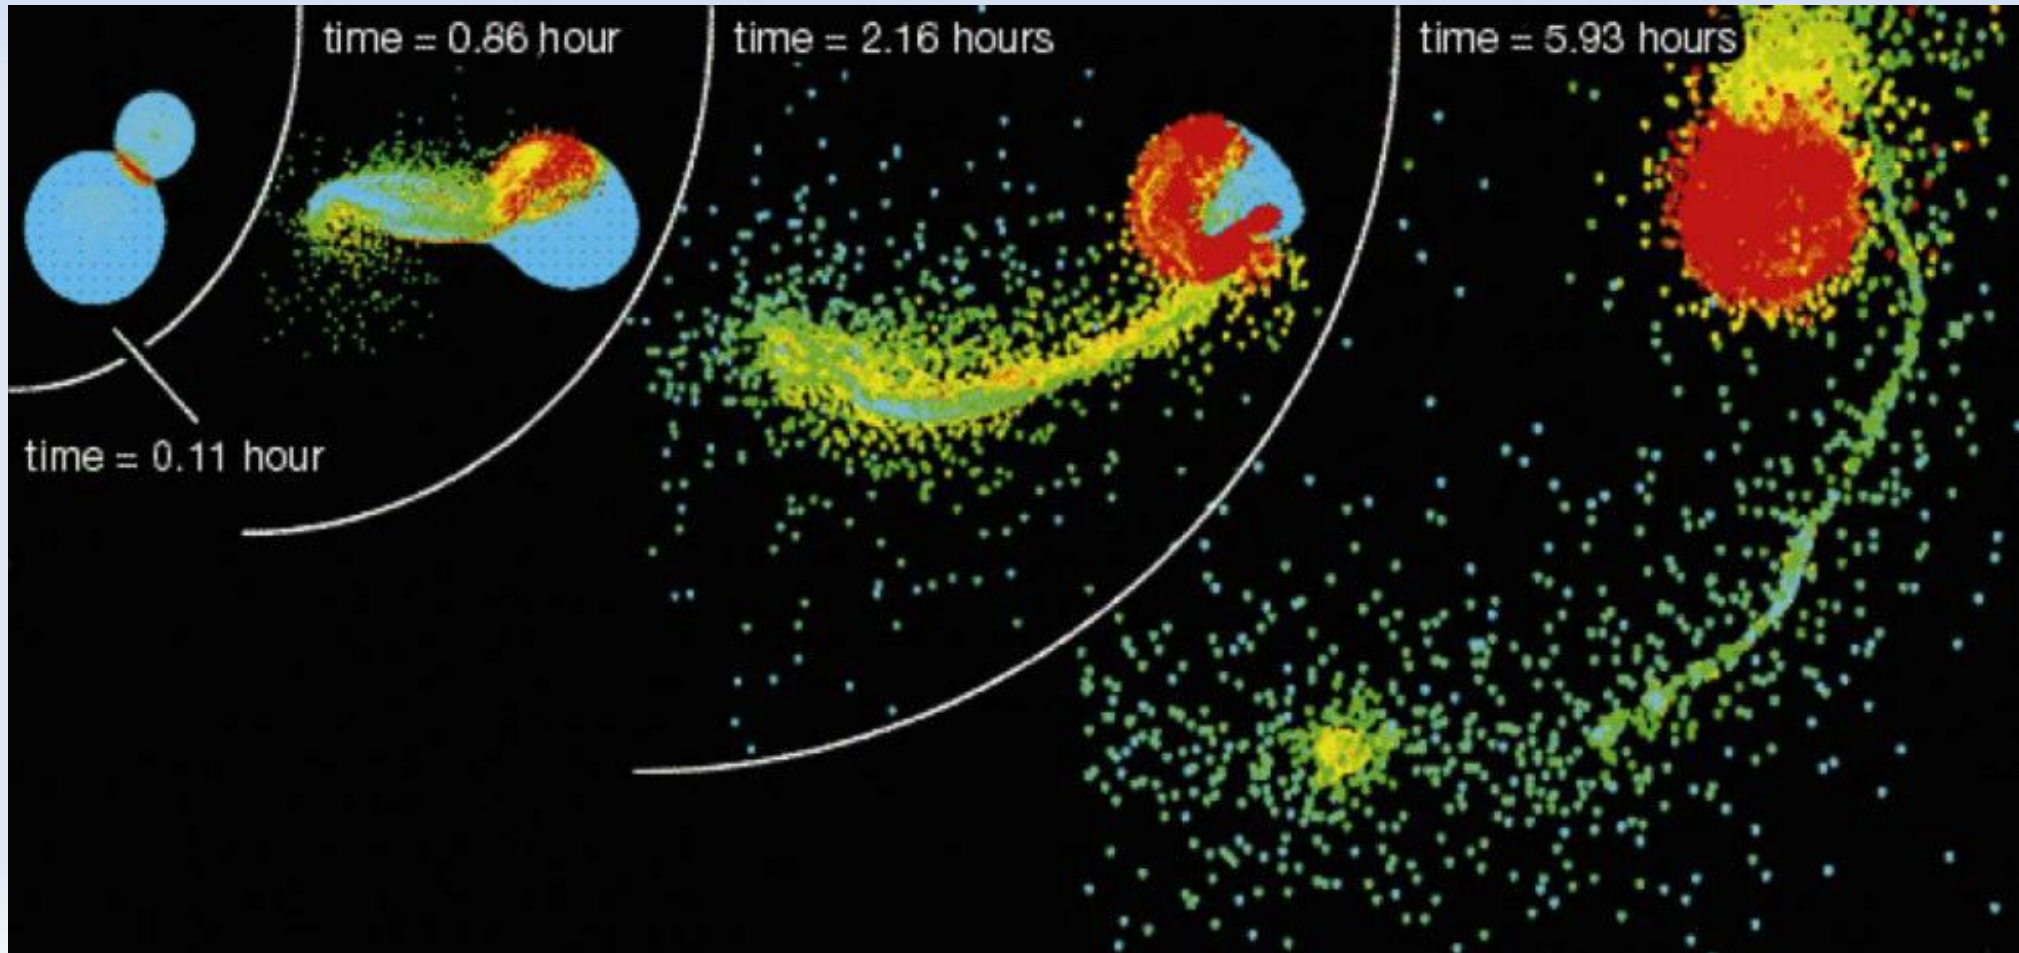 time = 0.86 hour
time = 2.16 hours
time = 5.93 hours
time = 0.11 hour